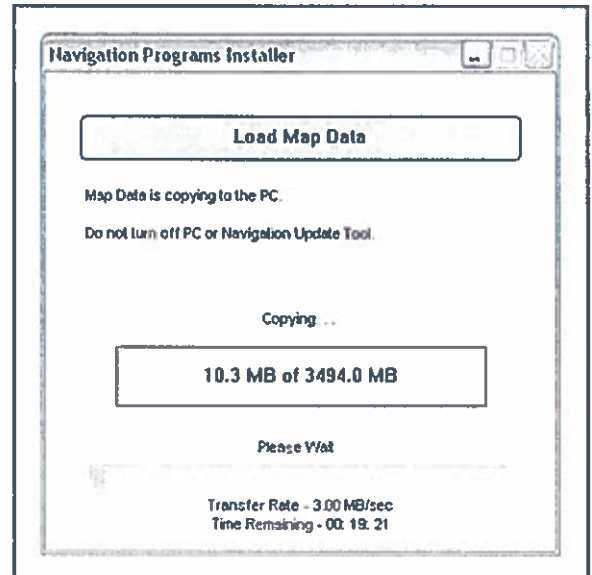 Navigation Programs Installer
Load Map Data
Map Data is copying to the PC.
Do not turn off PC or Navigation Update Tool.
Copying. . .
10.3 MB of 3494.0 MB
Please Wait
Transfer Rate - 3.00 MB/sec
Time Remaining - 00: 19: 21